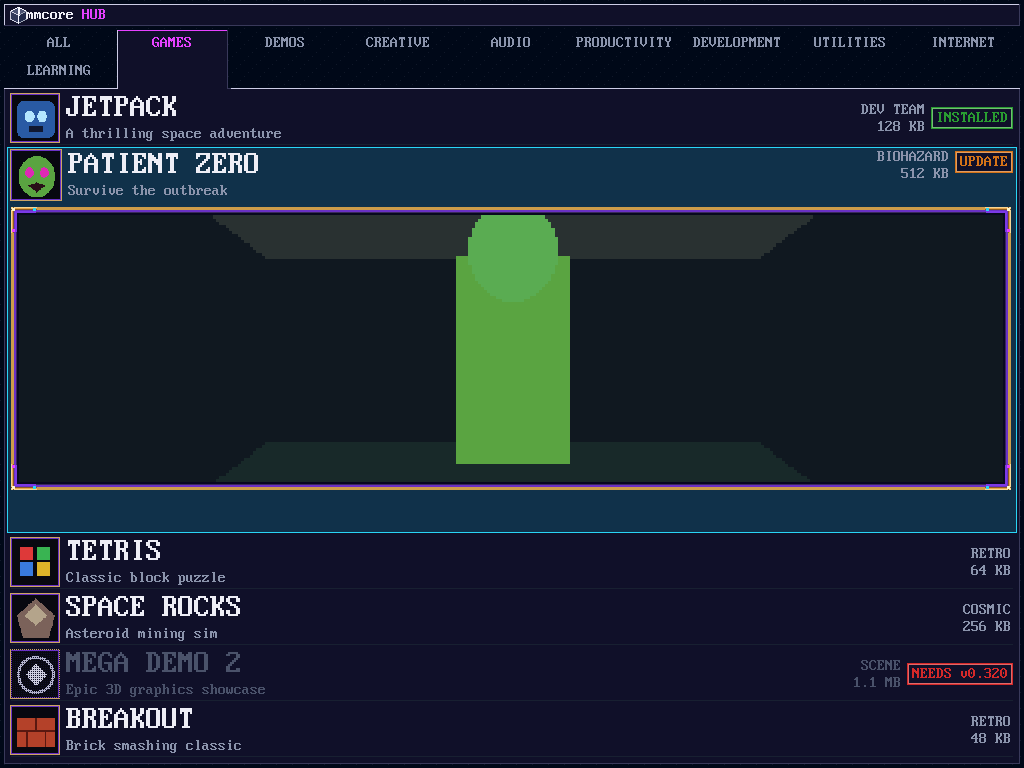 mmcore HUB
ALL GAMES DEMOS CREATIVE AUDIO PRODUCTIVITY DEVELOPMENT UTILITIES INTERNET
LEARNING
JETPACK
A thrilling space adventure
DEV TEAM
128 KB
INSTALLED
PATIENT ZERO
Survive the outbreak
BIOHAZARD
512 KB
UPDATE
TETRIS
Classic block puzzle
RETRO
64 KB
SPACE ROCKS
Asteroid mining sim
COSMIC
256 KB
MEGA DEMO 2
Epic 3D graphics showcase
SCENE
1.1 MB
NEEDS v0.320
BREAKOUT
Brick smashing classic
RETRO
48 KB